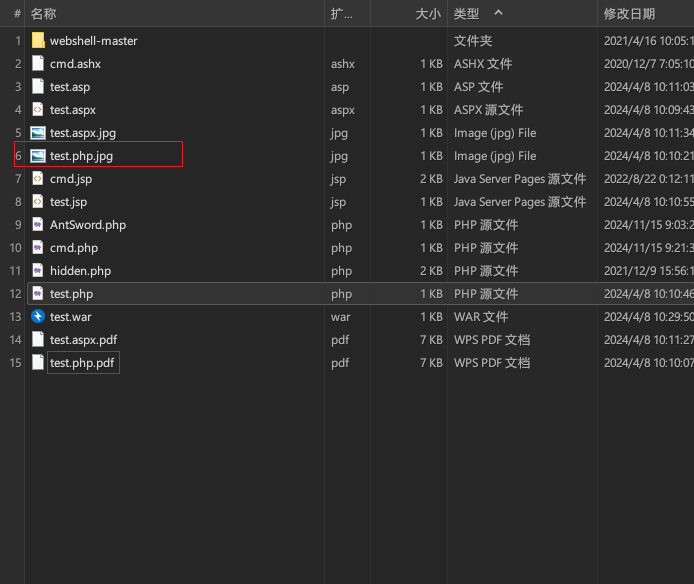 # 名称 扩... 大小 类型 修改日期
1 webshell-master 文件夹 2021/4/16 10:05:1
2 cmd.ashx ashx 1 KB ASHX 文件 2020/12/7 7:05:10
3 test.asp asp 1 KB ASP 文件 2024/4/8 10:11:03
4 test.aspx aspx 1 KB ASPX 源文件 2024/4/8 10:09:43
5 test.aspx.jpg jpg 1 KB Image (jpg) File 2024/4/8 10:11:34
6 test.php.jpg jpg 1 KB Image (jpg) File 2024/4/8 10:10:21
7 cmd.jsp jsp 2 KB Java Server Pages 源文件 2022/8/22 0:12:11
8 test.jsp jsp 1 KB Java Server Pages 源文件 2024/4/8 10:10:55
9 AntSword.php php 1 KB PHP 源文件 2024/11/15 9:03:2
10 cmd.php php 1 KB PHP 源文件 2024/11/15 9:21:3
11 hidden.php php 2 KB PHP 源文件 2021/12/9 15:56:1
12 test.php php 1 KB PHP 源文件 2024/4/8 10:10:46
13 test.war war 1 KB WAR 文件 2024/4/8 10:29:50
14 test.aspx.pdf pdf 7 KB WPS PDF 文档 2024/4/8 10:11:27
15 test.php.pdf pdf 7 KB WPS PDF 文档 2024/4/8 10:10:07